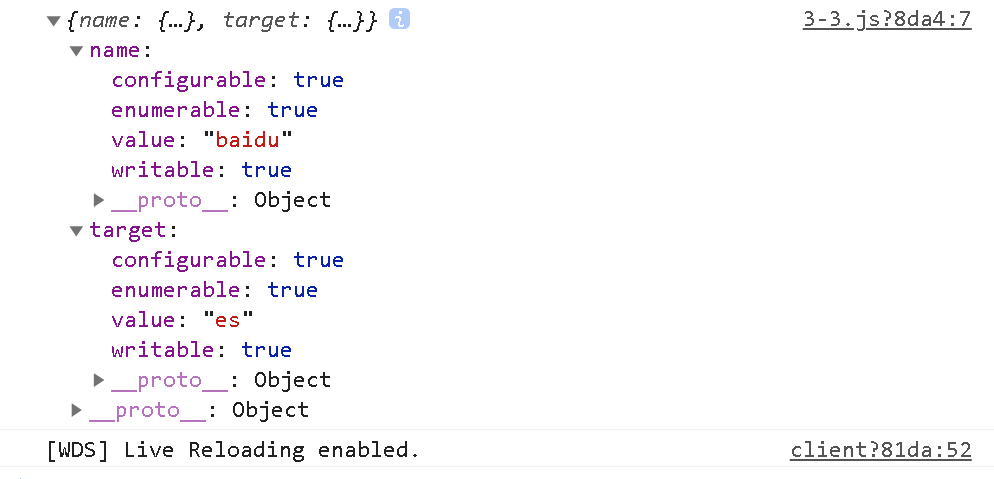 ▼{name: {…}, target: {…}} i 3-3.js?8da4:7
▼name:
configurable: true
enumerable: true
value: "baidu"
writable: true
▶__proto__: Object
▼target:
configurable: true
enumerable: true
value: "es"
writable: true
▶__proto__: Object
▶__proto__: Object
[WDS] Live Reloading enabled. client?81da:52